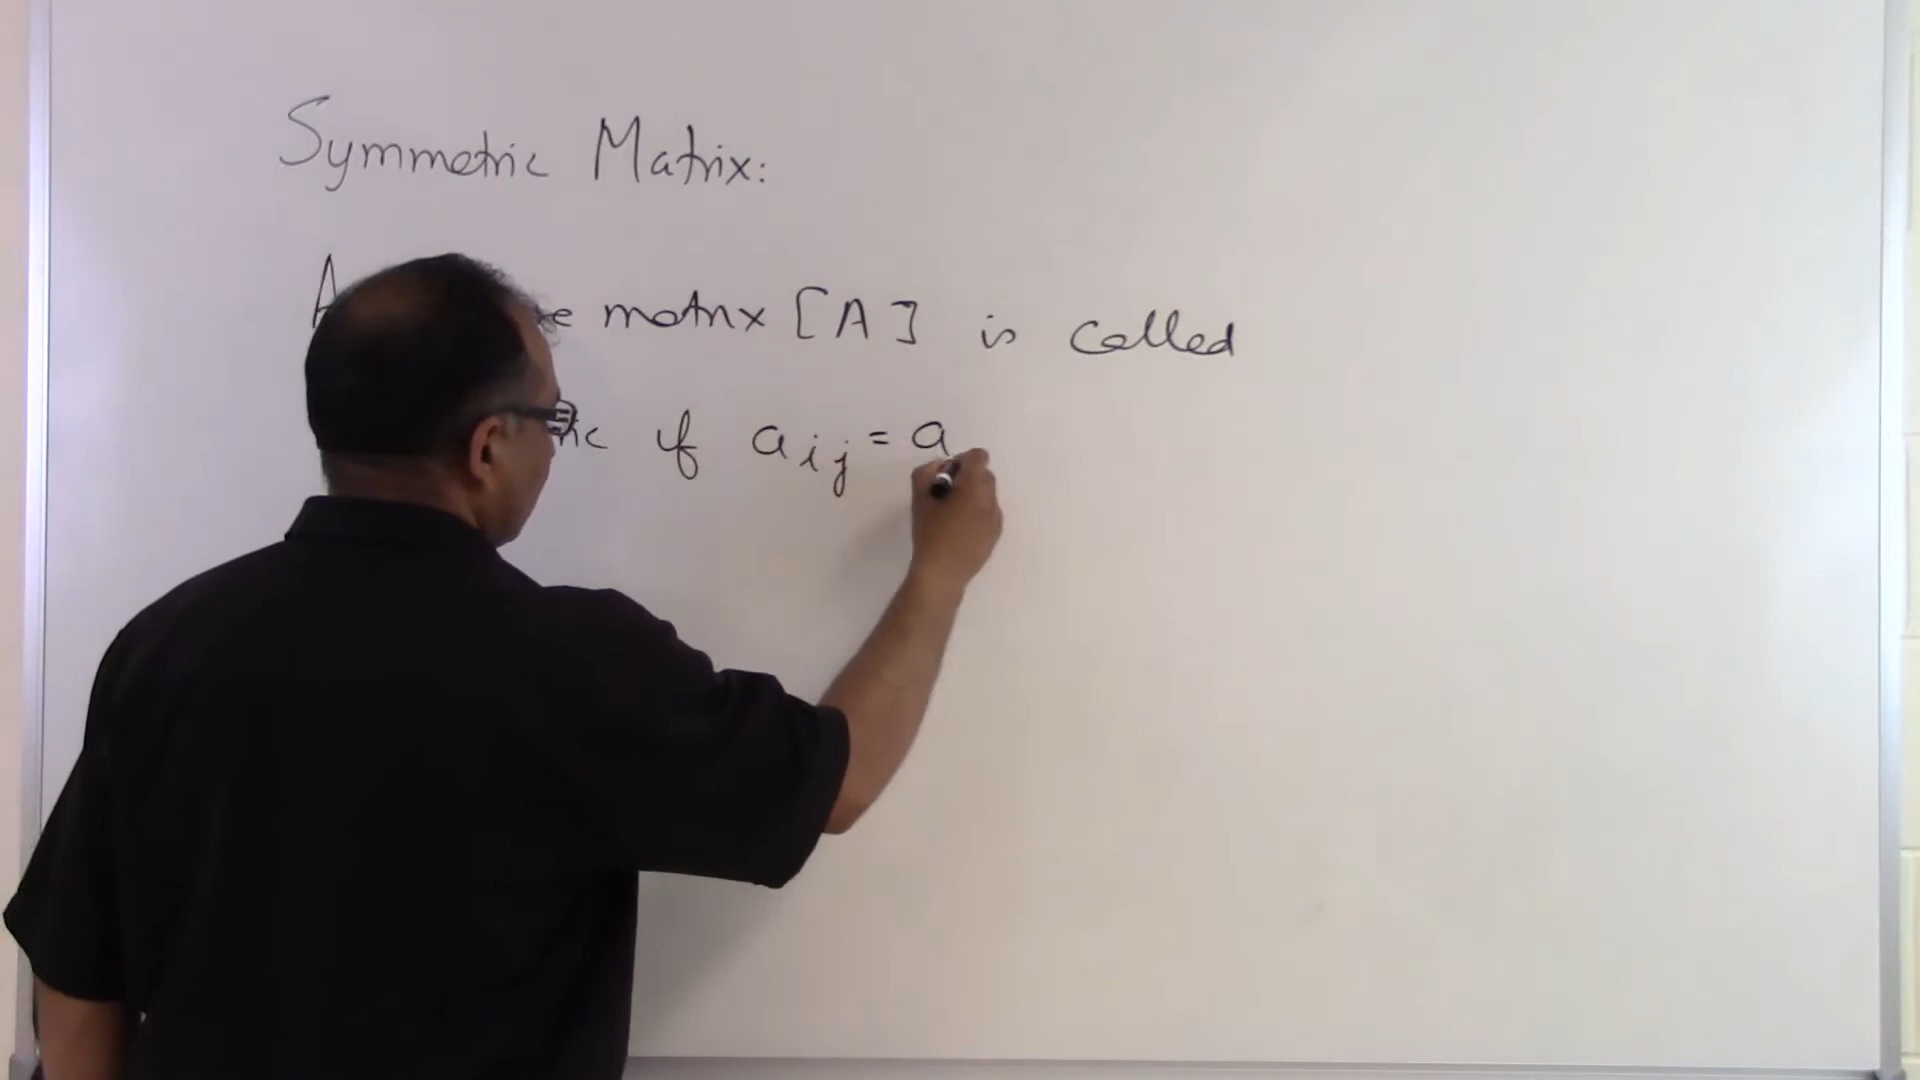 Symmetric Matrix:
A matrix [A] is called
if aij = a